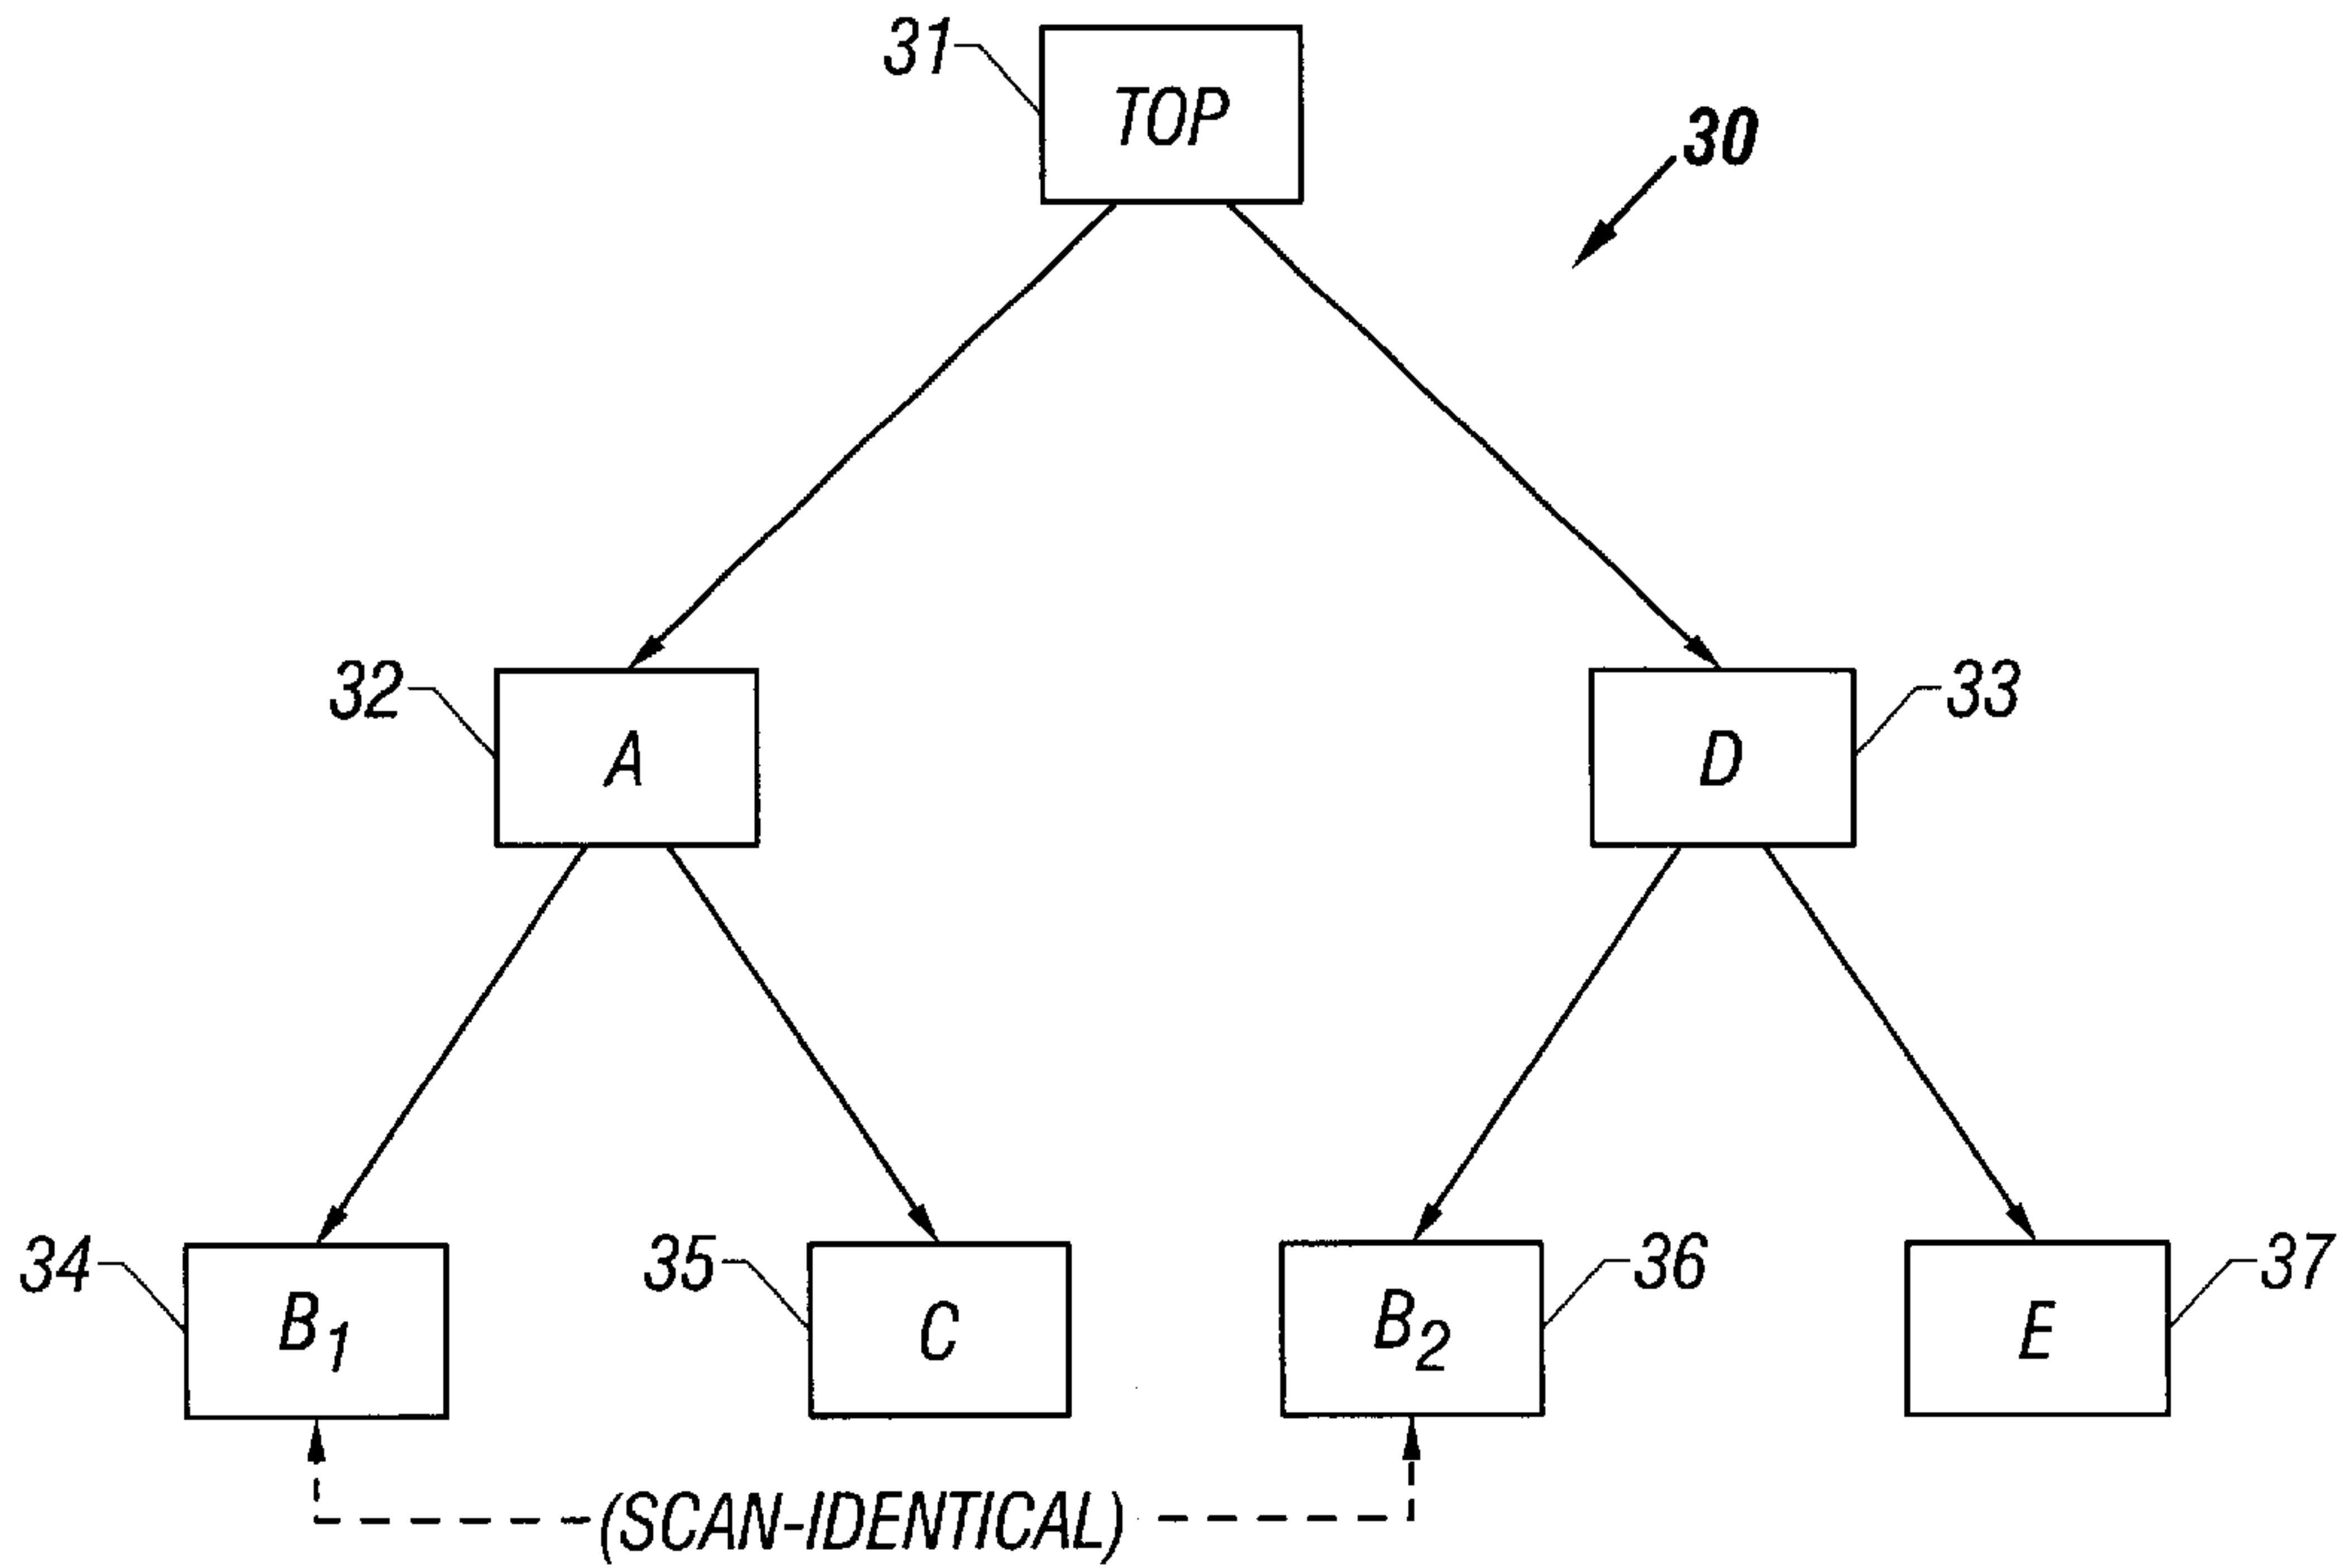 31
TOP
30
32
A
D
33
34
B1
35
C
B2
36
E
37
(SCAN-IDENTICAL)